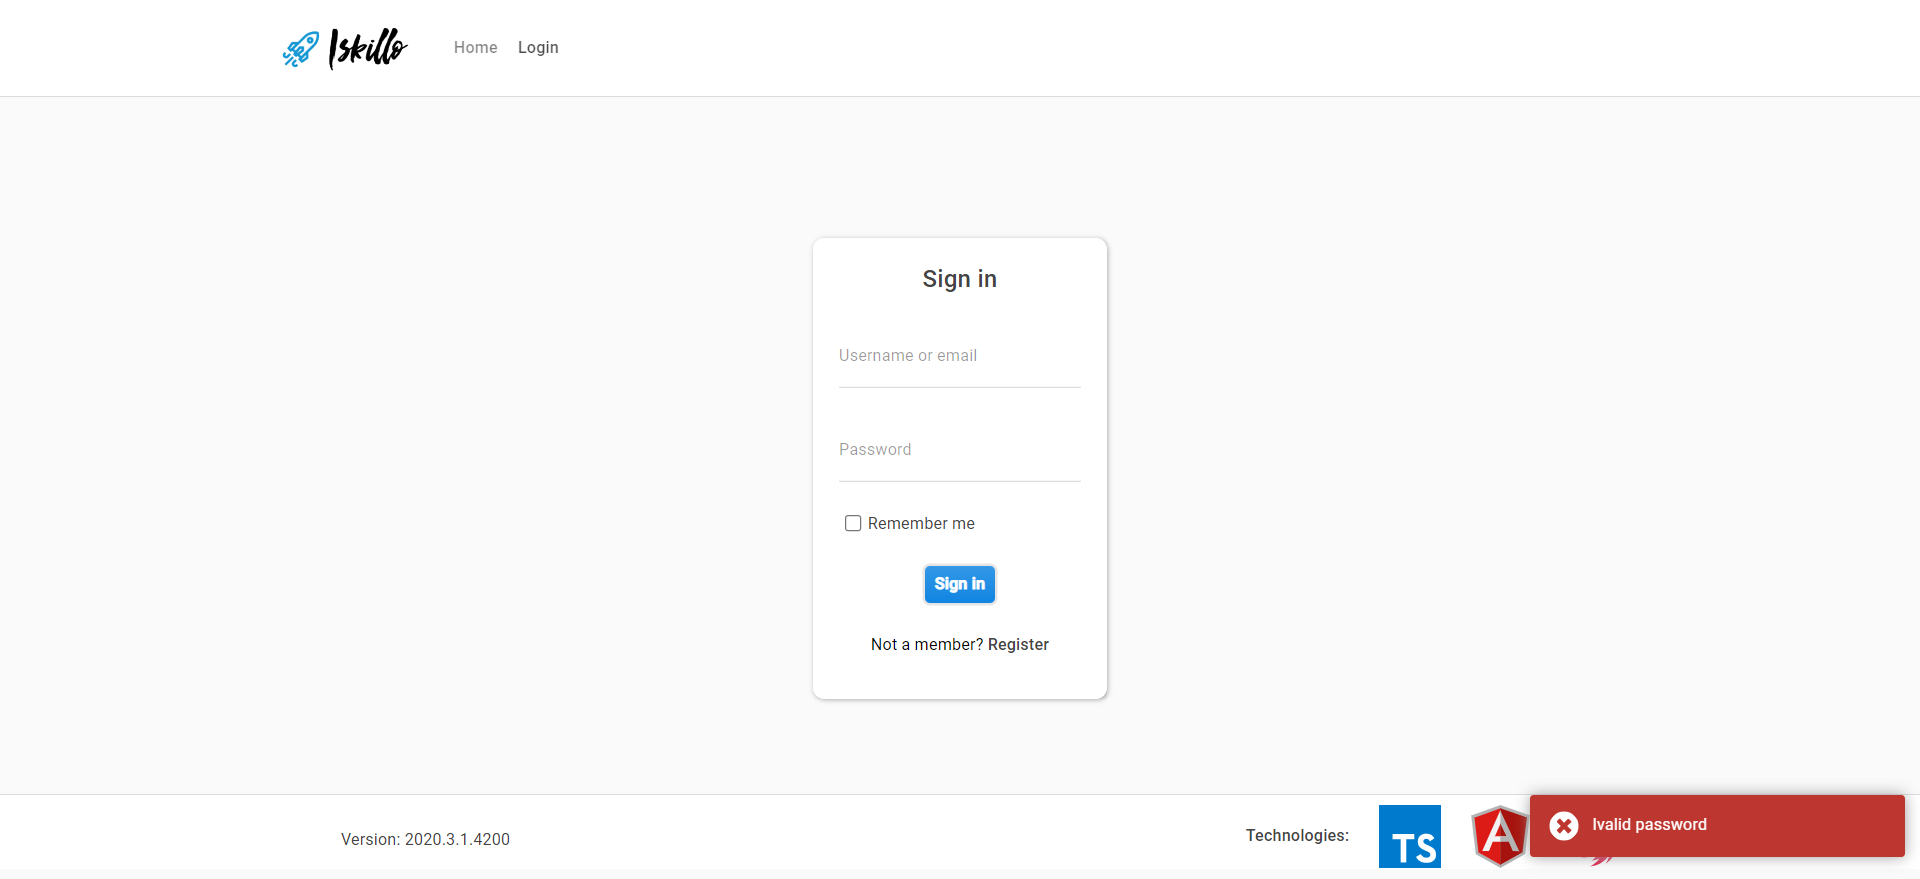 Iskillo
Home
Login
Sign in
Username or email
Password
Remember me
Sign in
Not a member? Register
Version: 2020.3.1.4200
Technologies:
TS
A
Ivalid password